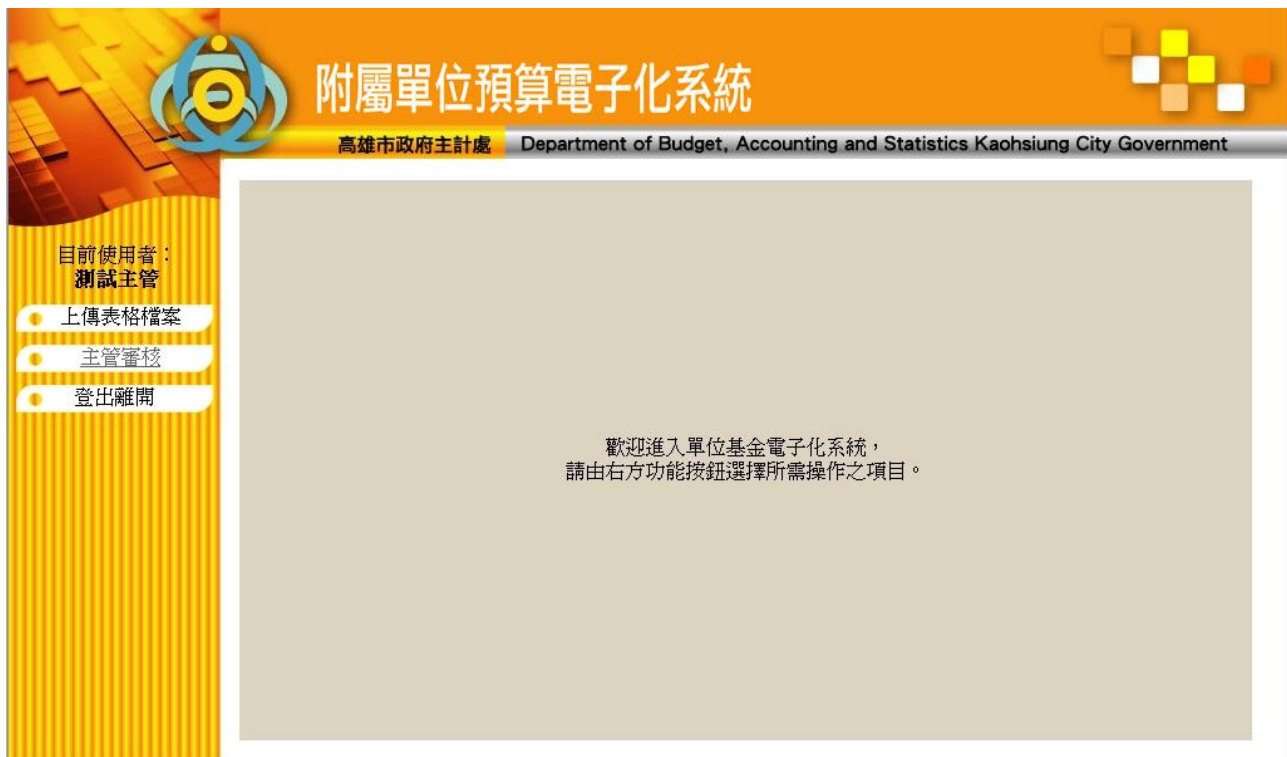 附屬單位預算電子化系統
高雄市政府主計處 Department of Budget, Accounting and Statistics Kaohsiung City Government
目前使用者：
測試主管
上傳表格檔案
主管審核
登出離開
歡迎進入單位基金電子化系統，
請由右方功能按鈕選擇所需操作之項目。